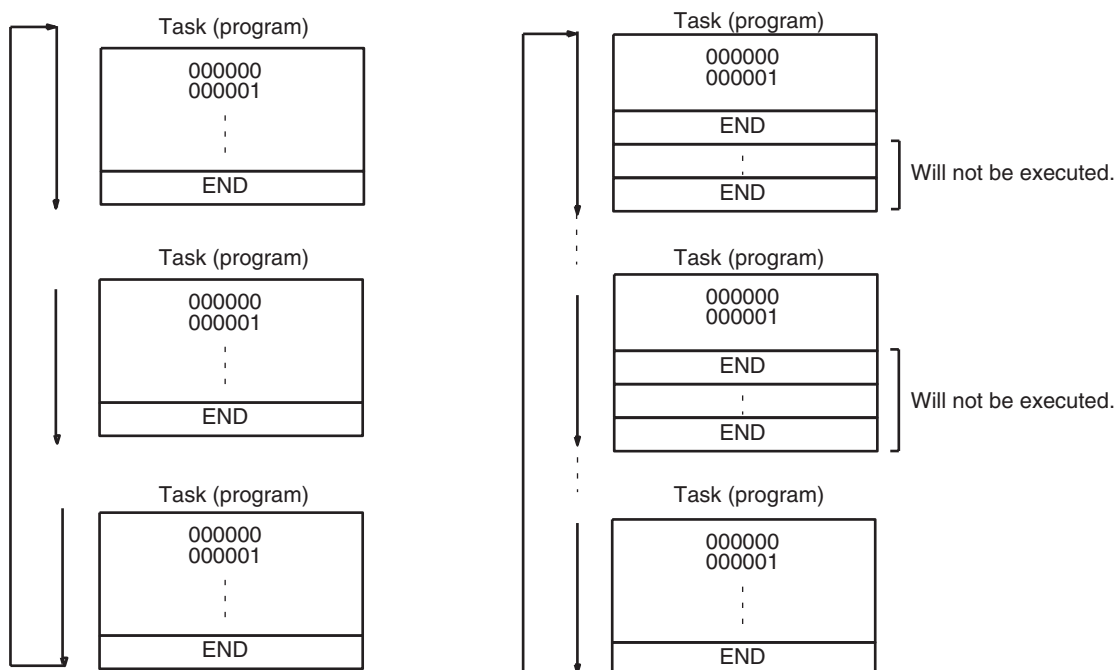 Task (program)
000000
000001
END
Task (program)
000000
000001
END
Task (program)
000000
000001
END
Task (program)
000000
000001
END
END
Will not be executed.
Task (program)
000000
000001
END
END
Will not be executed.
Task (program)
000000
000001
END